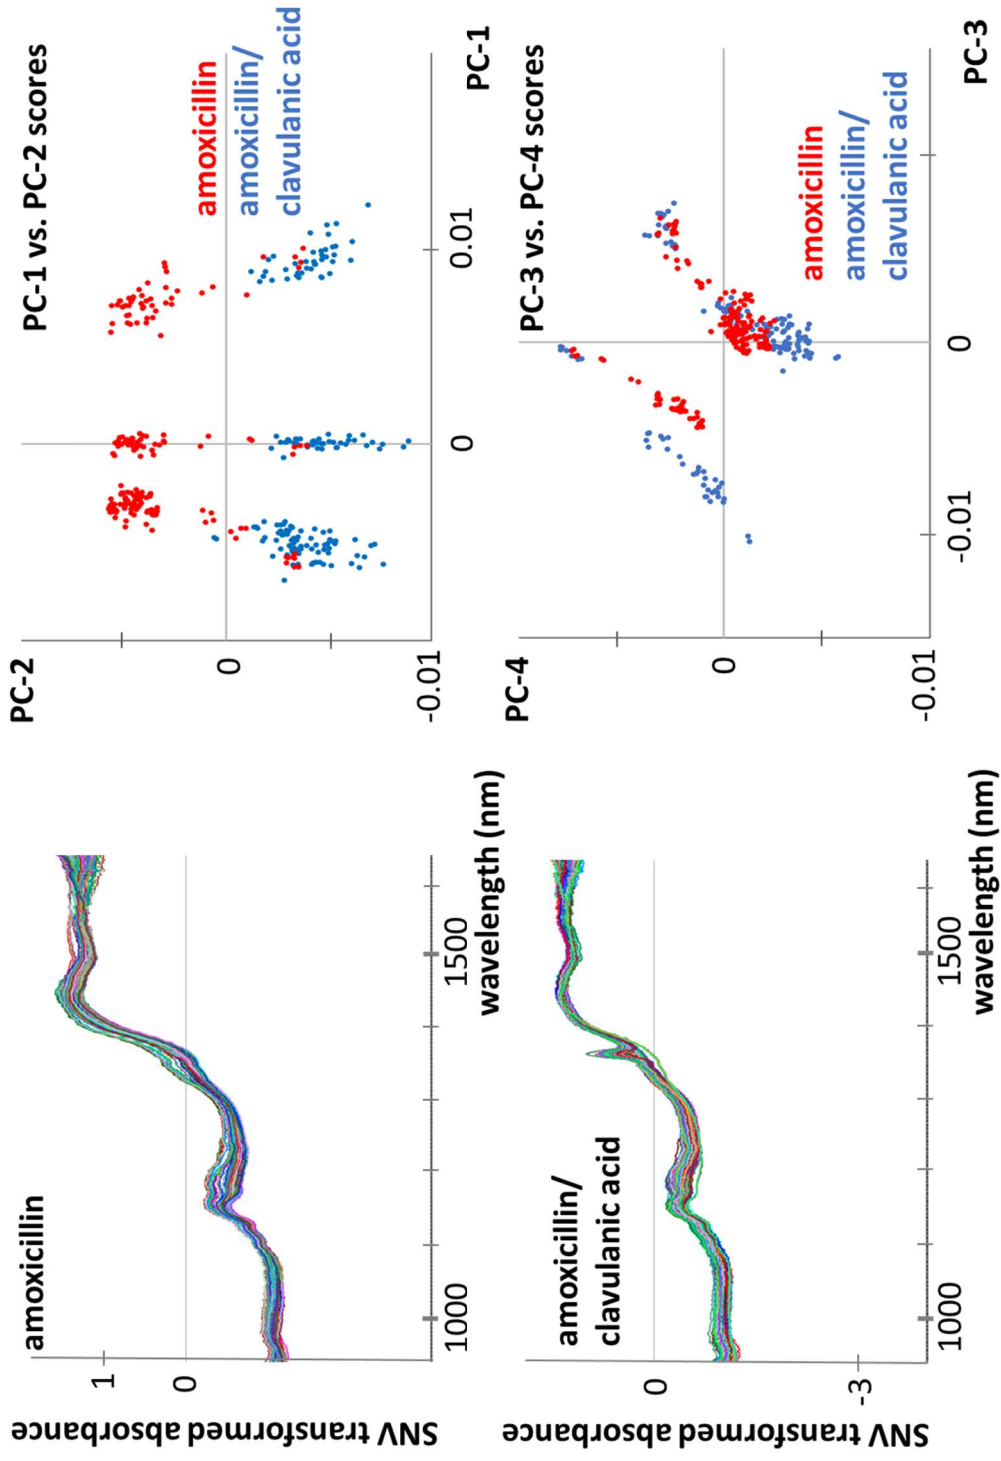 amoxicillin
SNV transformed absorbance
1
0
1000
1500
wavelength (nm)
PC-1 vs. PC-2 scores
PC-2
amoxicillin
amoxicillin/
clavulanic acid
0
-0.01
0
0.01
PC-1
amoxicillin/
clavulanic acid
SNV transformed absorbance
0
-3
1000
1500
wavelength (nm)
PC-3 vs. PC-4 scores
PC-4
0
-0.01
amoxicillin
amoxicillin/
clavulanic acid
-0.01
0
PC-3